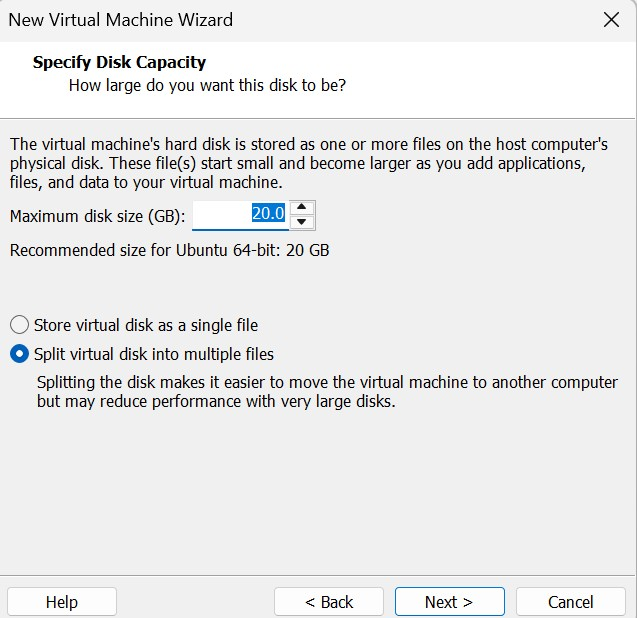 New Virtual Machine Wizard
Specify Disk Capacity
How large do you want this disk to be?
The virtual machine's hard disk is stored as one or more files on the host computer's
physical disk. These file(s) start small and become larger as you add applications,
files, and data to your virtual machine.
Maximum disk size (GB): 20.0
Recommended size for Ubuntu 64-bit: 20 GB
Store virtual disk as a single file
Split virtual disk into multiple files
Splitting the disk makes it easier to move the virtual machine to another computer
but may reduce performance with very large disks.
Help < Back Next > Cancel